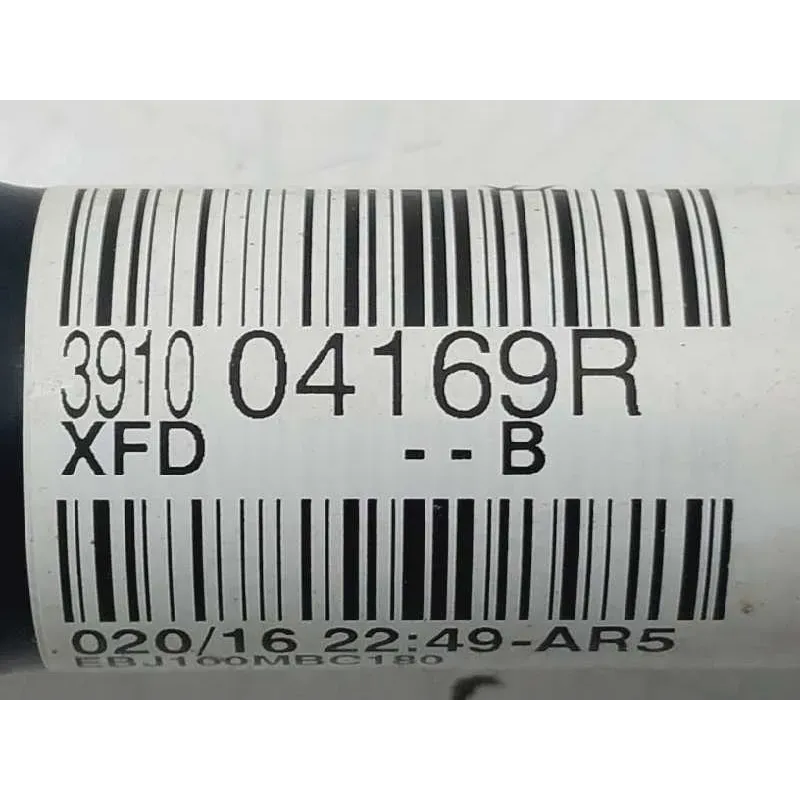 3910 04169R
XFD --B
020/16 22:49-AR5
EBJ100MBC180